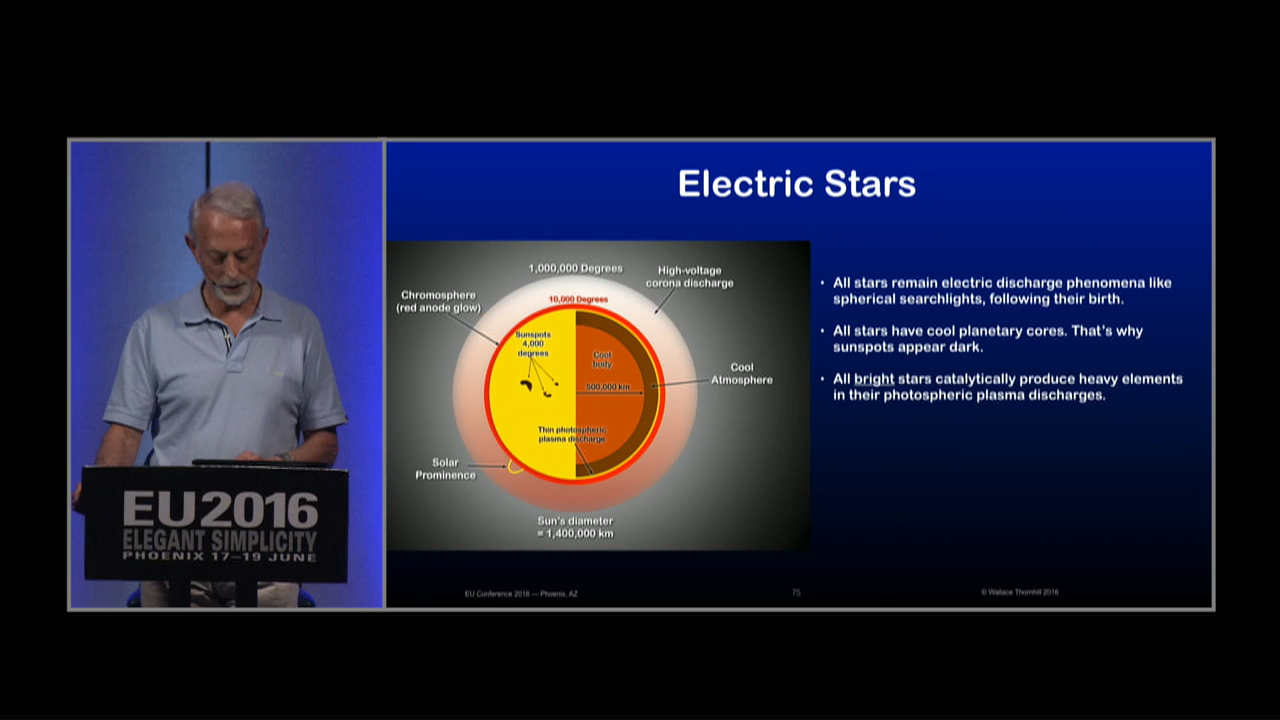 Electric Stars
1,000,000 Degrees
High-voltage
corona discharge
Chromosphere
(red anode glow)
10,000 Degrees
Sunspots
4,000
degrees
Cool
body
500,000 km
Cool
Atmosphere
Thin photospheric
plasma discharge
Solar
Prominence
Sun's diameter
= 1,400,000 km
• All stars remain electric discharge phenomena like
spherical searchlights, following their birth.
• All stars have cool planetary cores. That's why
sunspots appear dark.
• All bright stars catalytically produce heavy elements
in their photospheric plasma discharges.
EU2016
ELEGANT SIMPLICITY
PHOENIX 17–19 JUNE
EU Conference 2016 — Phoenix, AZ
75
© Wallace Thornhill 2016